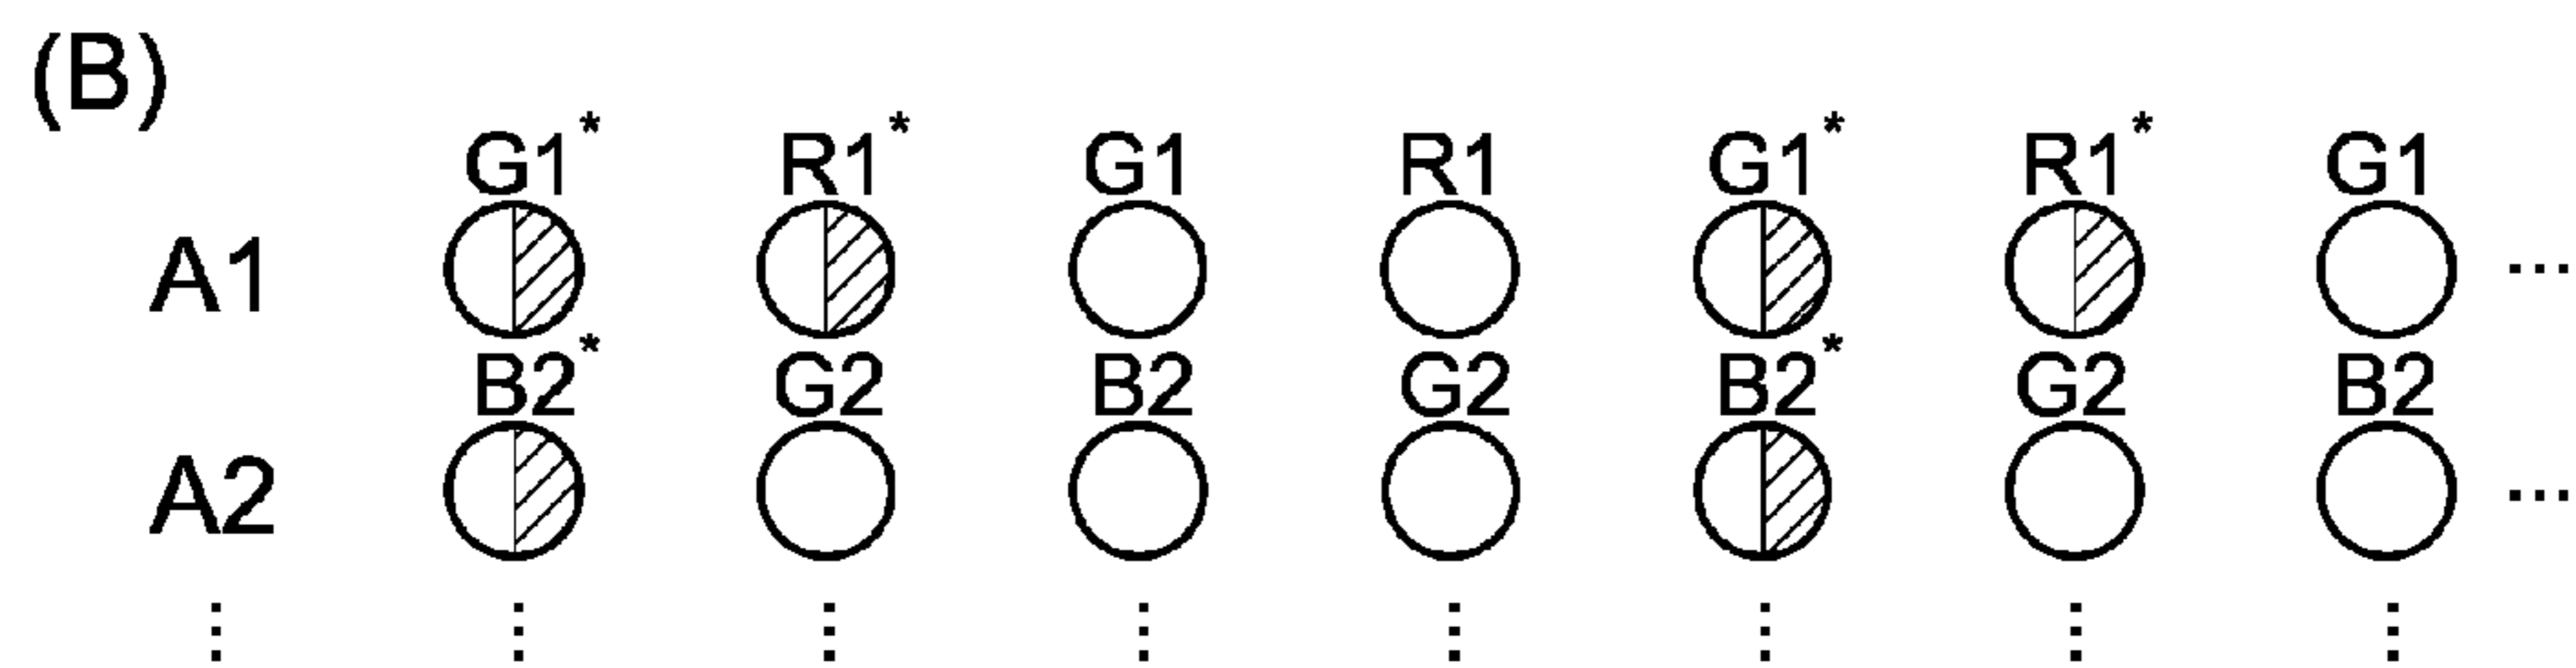 (B)
G1* R1* G1 R1 G1* R1* G1
A1 ...
B2* G2 B2 G2 B2* G2 B2
A2 ...